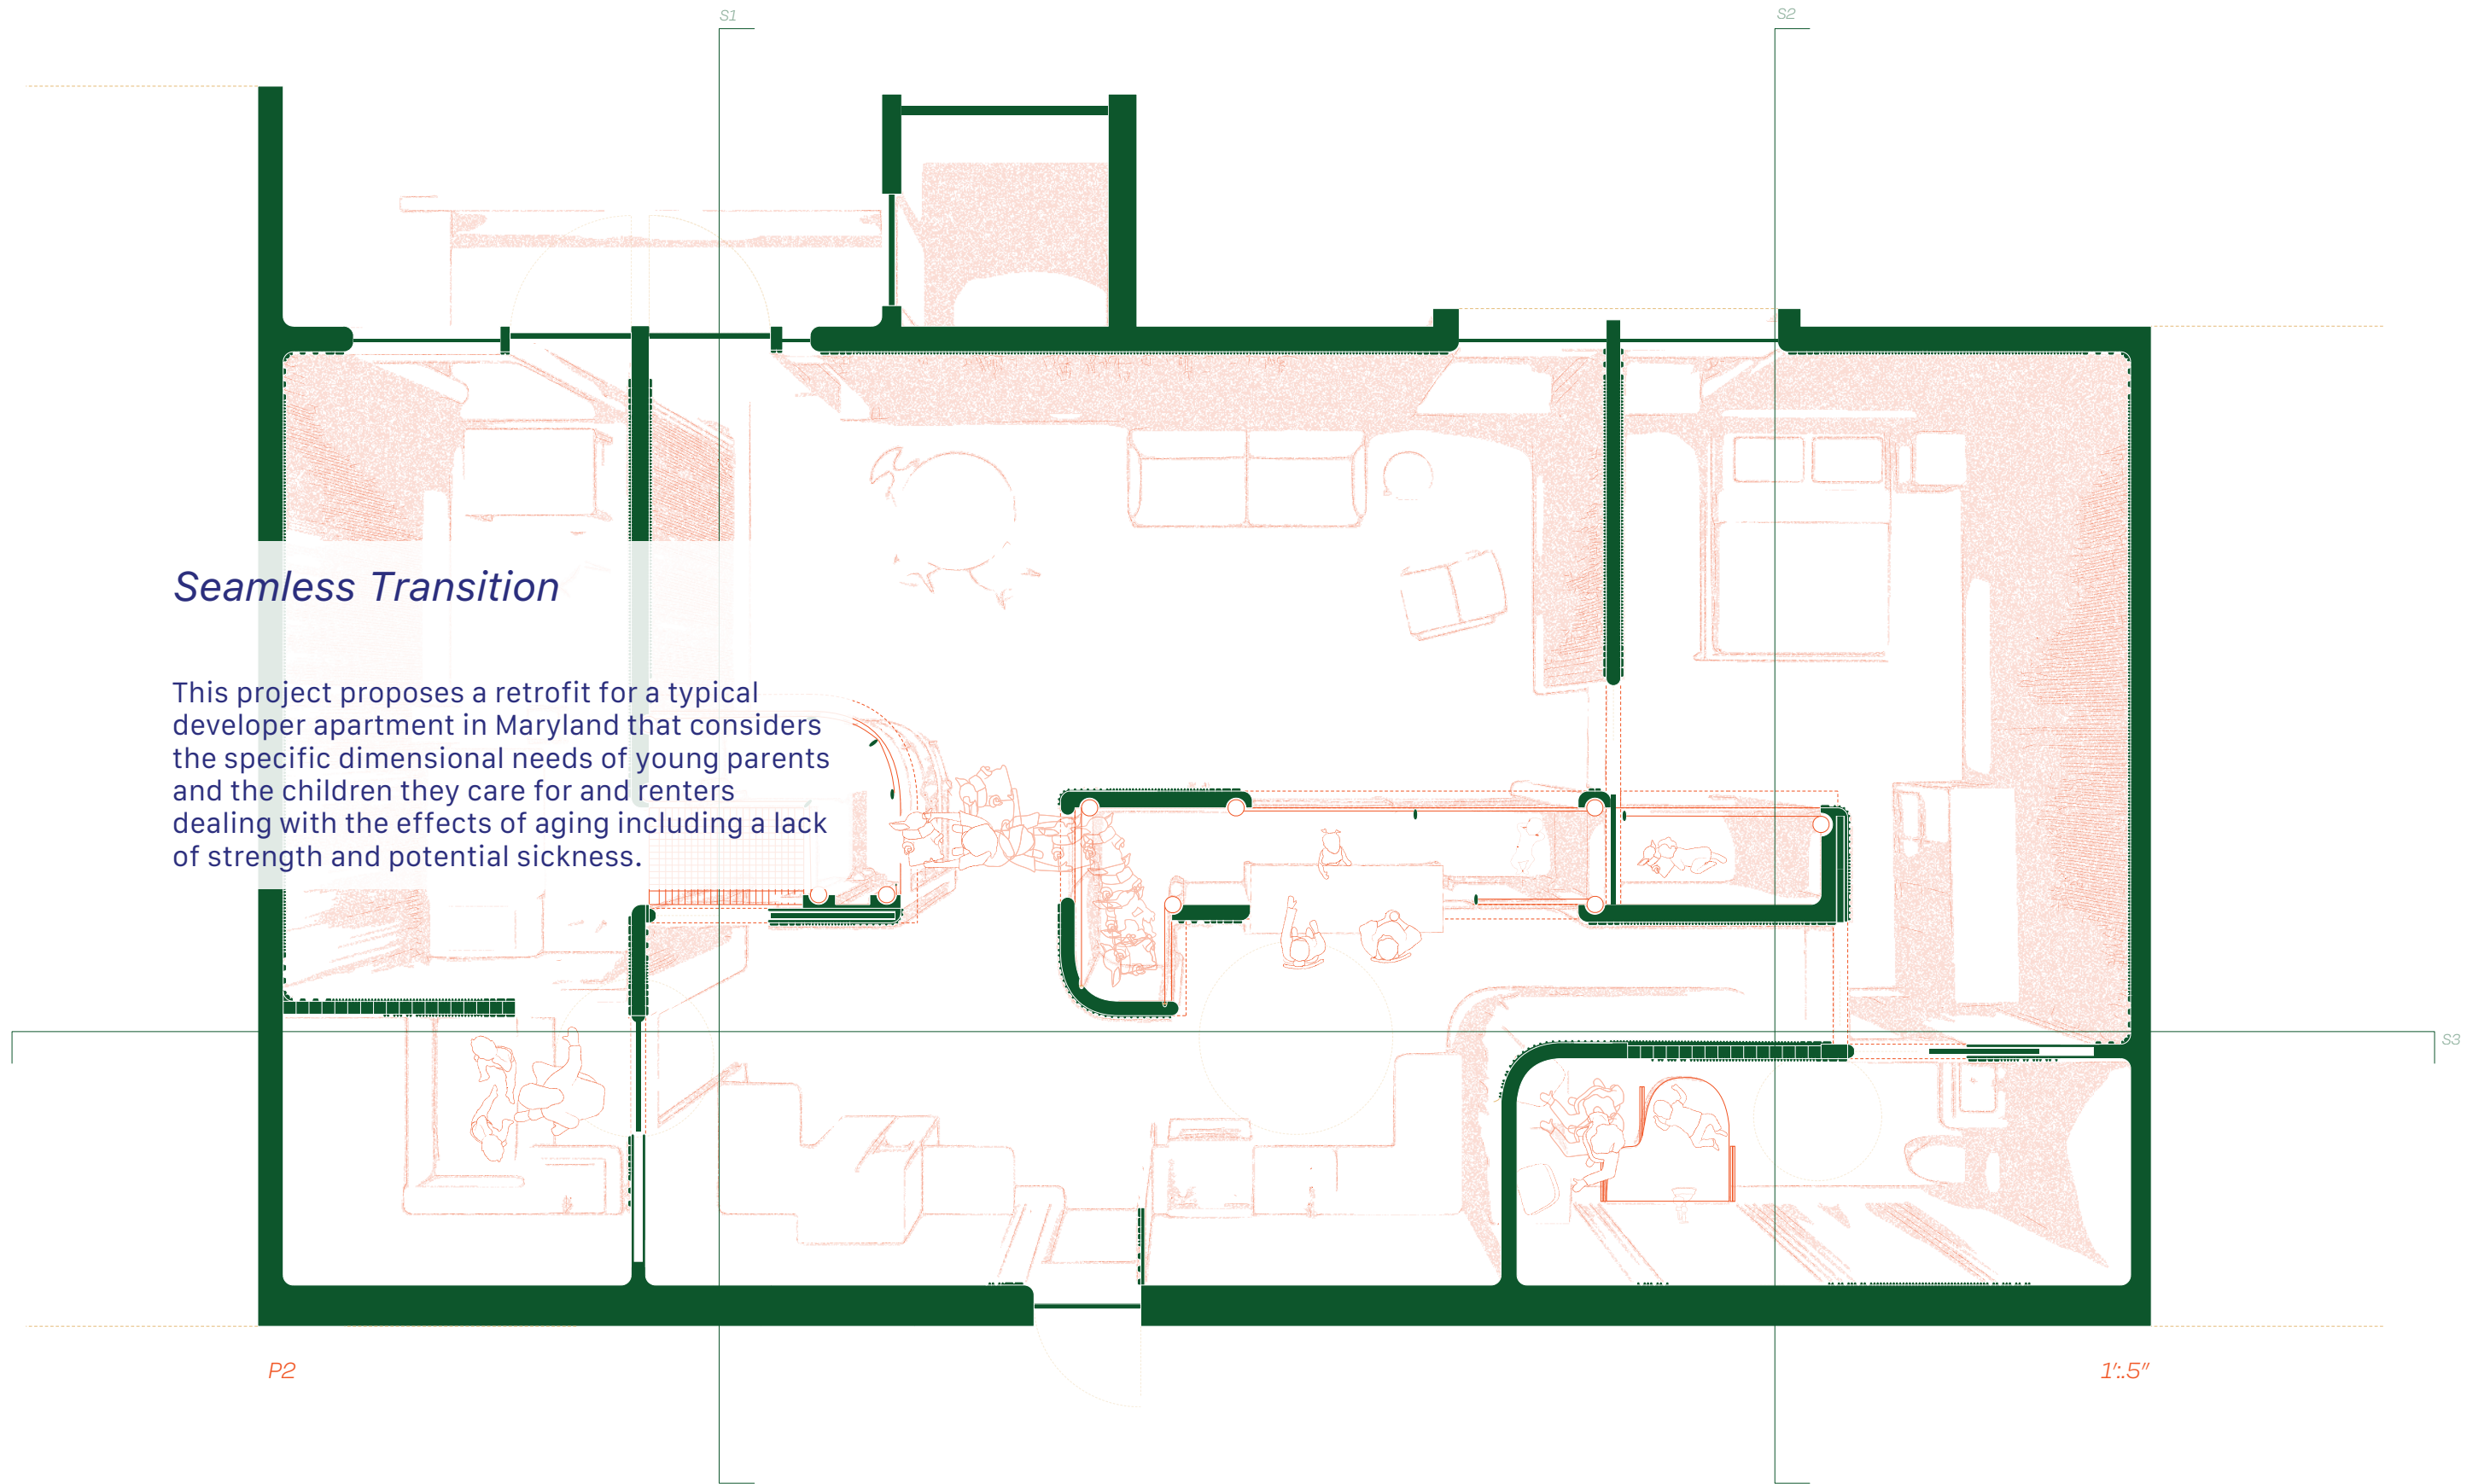 S1
S2
Seamless Transition
This project proposes a retrofit for a typical
developer apartment in Maryland that considers
the specific dimensional needs of young parents
and the children they care for and renters
dealing with the effects of aging including a lack
of strength and potential sickness.
S3
P2
1':.5"